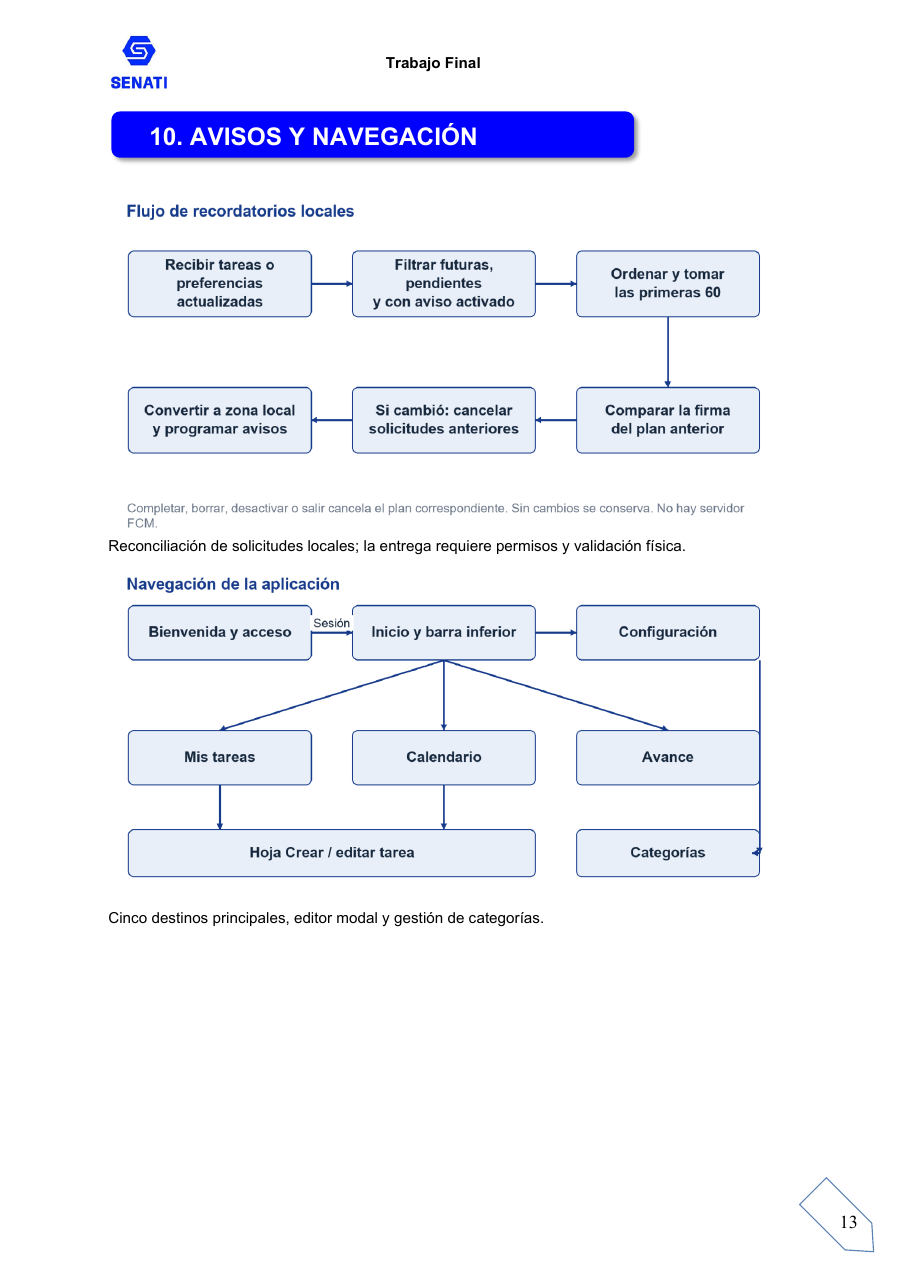 SENATI
Trabajo Final
10. AVISOS Y NAVEGACIÓN
Flujo de recordatorios locales
Recibir tareas o
preferencias
actualizadas
Filtrar futuras,
pendientes
y con aviso activado
Ordenar y tomar
las primeras 60
Convertir a zona local
y programar avisos
Si cambió: cancelar
solicitudes anteriores
Comparar la firma
del plan anterior
Completar, borrar, desactivar o salir cancela el plan correspondiente. Sin cambios se conserva. No hay servidor
FCM.
Reconciliación de solicitudes locales; la entrega requiere permisos y validación física.
Navegación de la aplicación
Bienvenida y acceso
Sesión
Inicio y barra inferior
Configuración
Mis tareas
Calendario
Avance
Hoja Crear / editar tarea
Categorías
Cinco destinos principales, editor modal y gestión de categorías.
13